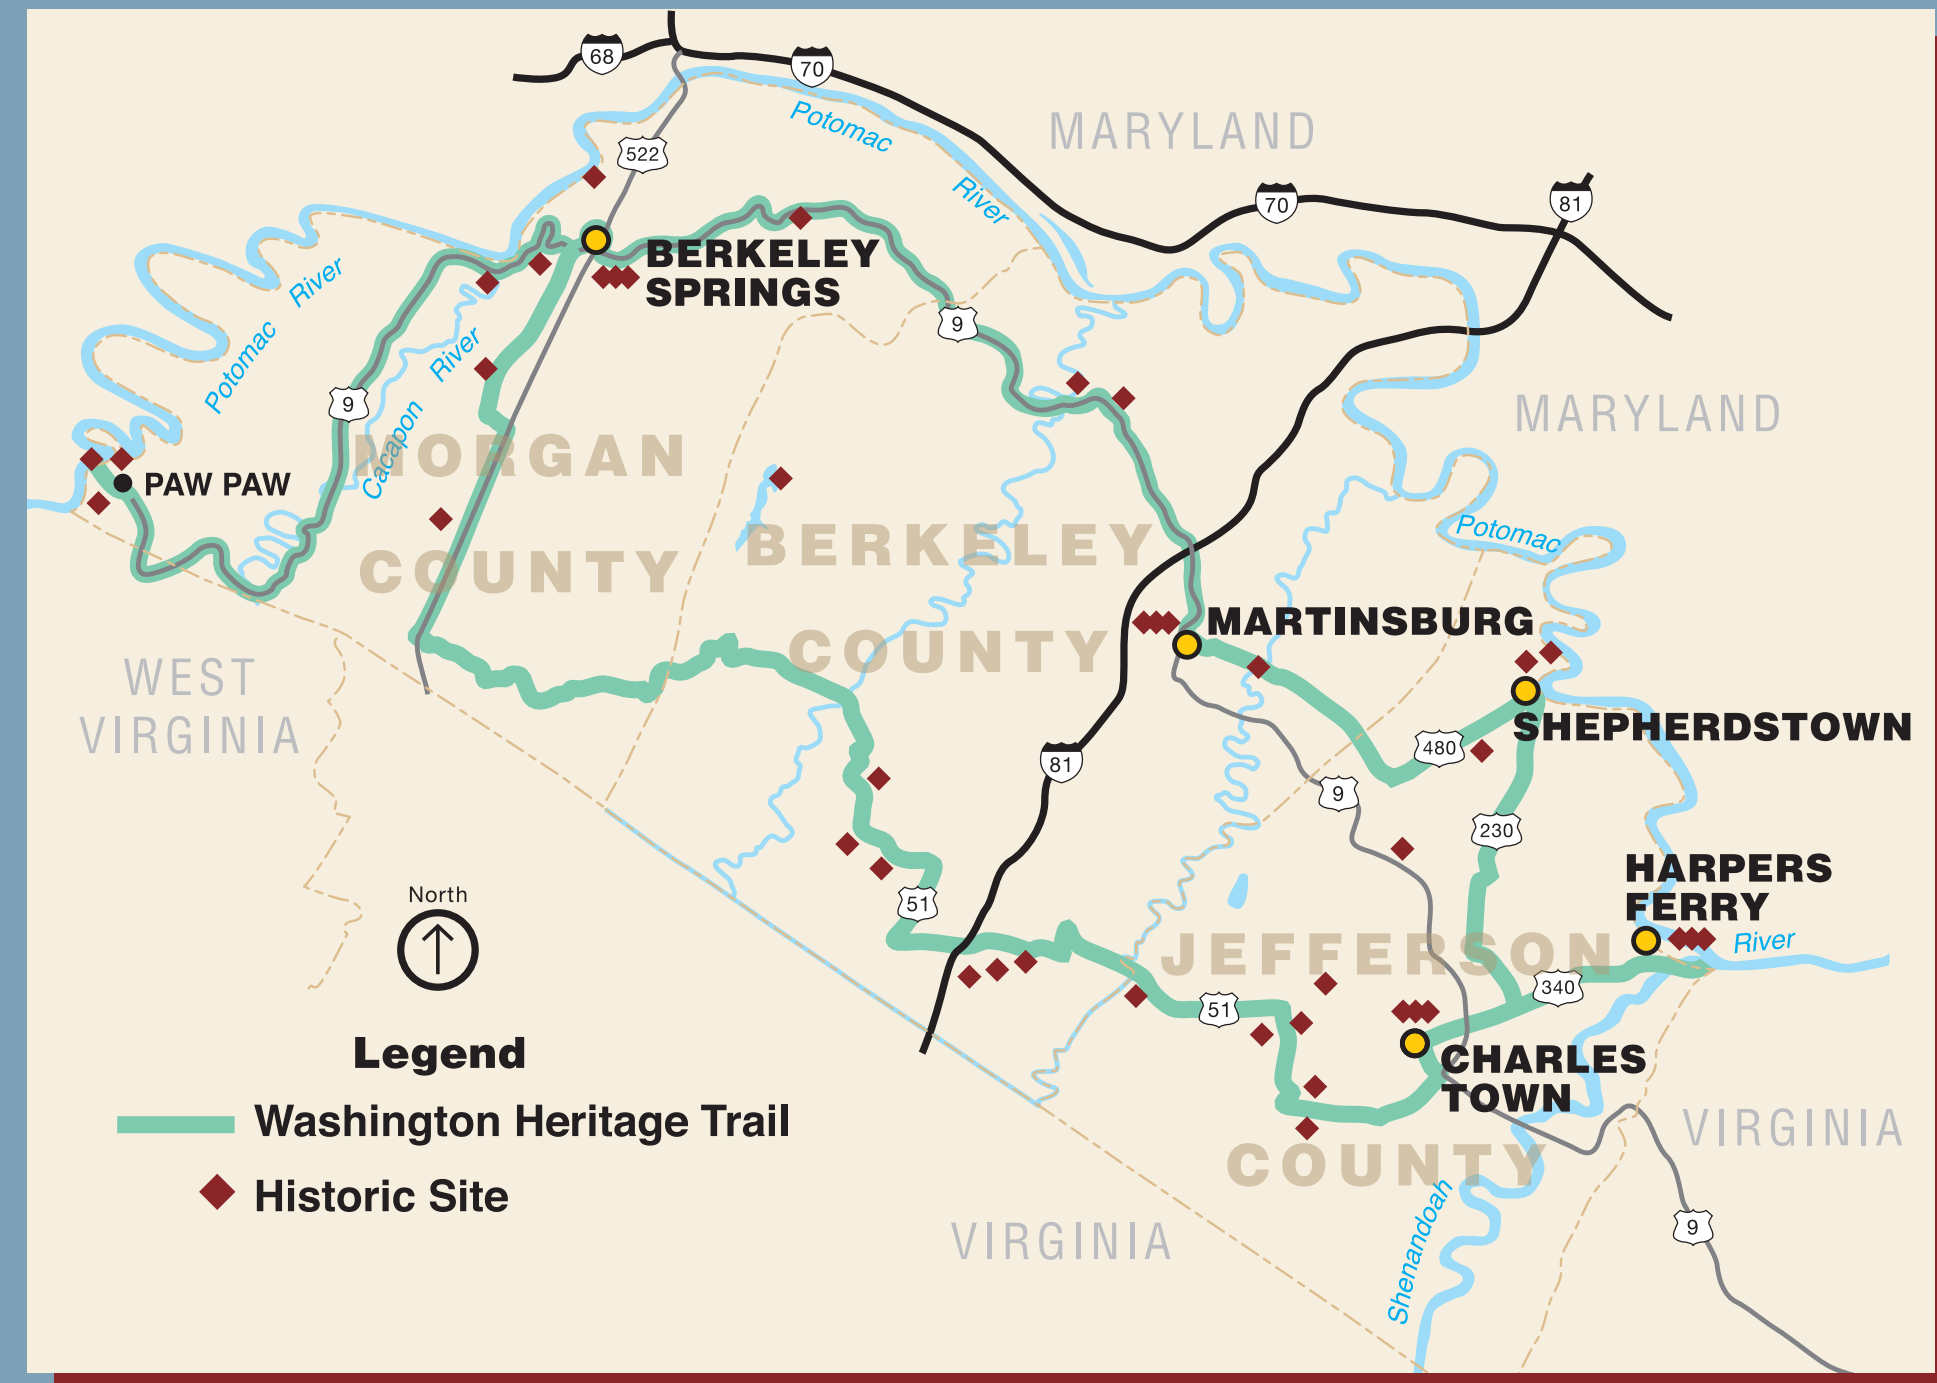 68
70
Potomac
River
MARYLAND
522
70
81
BERKELEY
SPRINGS
Potomac
River
9
Cacapon
River
9
MARYLAND
MORGAN
COUNTY
PAW PAW
BERKELEY
COUNTY
Potomac
MARTINSBURG
WEST
VIRGINIA
SHEPHERDSTOWN
480
81
9
230
HARPERS
FERRY
River
North
51
JEFFERSON
COUNTY
340
51
CHARLES
TOWN
Legend
Washington Heritage Trail
Historic Site
VIRGINIA
Shenandoah
VIRGINIA
9